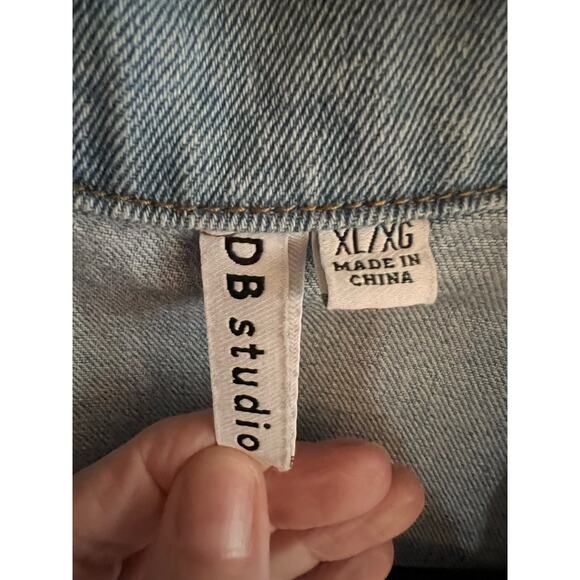 DB studio
XL/XG
MADE IN
CHINA